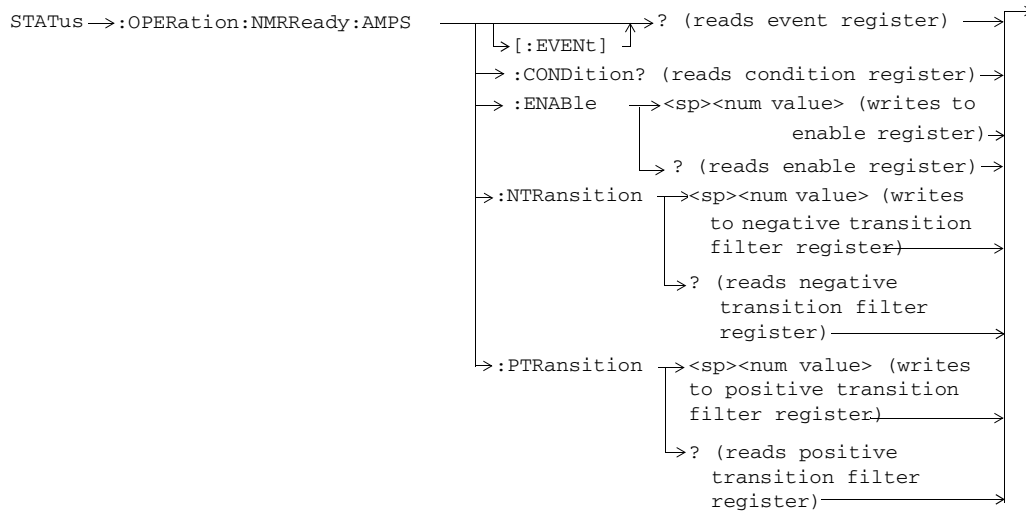 STATus :OPERation:NMRReady:AMPS ? (reads event register)
[:EVENt]
:CONDition? (reads condition register)
:ENABle <sp><num value> (writes to
enable register)
? (reads enable register)
:NTRansition <sp><num value> (writes
to negative transition
filter register)
? (reads negative
transition filter
register)
:PTRansition <sp><num value> (writes
to positive transition
filter register)
? (reads positive
transition filter
register)